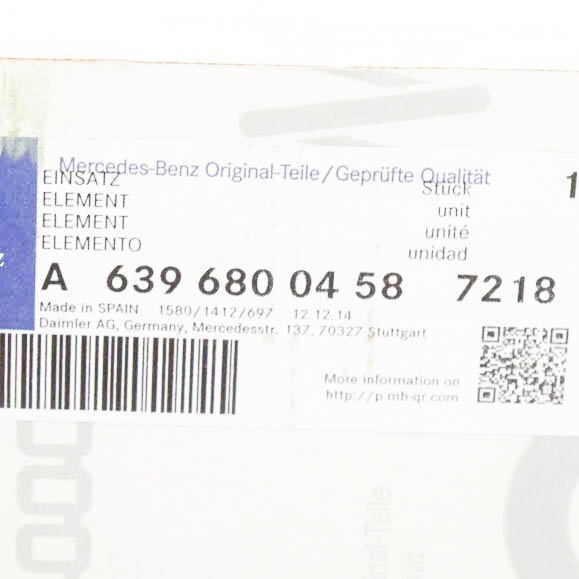 Mercedes-Benz Original-Teile/Geprüfte Qualität
EINSATZ Stück 1
ELEMENT unit
ELEMENT unité
ELEMENTO unidad
A 639 680 04 58 7218
Made in SPAIN 1580/1412/697 12.12.14
Daimler AG, Germany, Mercedesstr. 137, 70327 Stuttgart
More information on
http://p.mb-qr.com